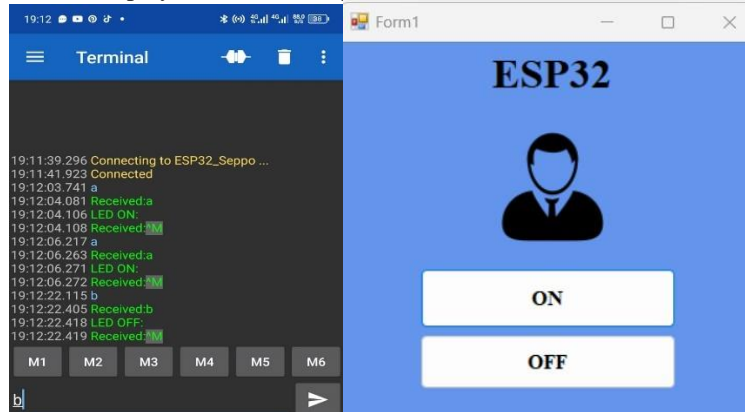 19:12
Terminal
19:11:39.296 Connecting to ESP32_Seppo ...
19:11:41.923 Connected
19:12:03.741 a
19:12:04.081 Received:a
19:12:04.106 LED ON:
19:12:04.108 Received:^M
19:12:06.217 a
19:12:06.263 Received:a
19:12:06.271 LED ON:
19:12:06.272 Received:^M
19:12:22.115 b
19:12:22.405 Received:b
19:12:22.418 LED OFF:
19:12:22.419 Received:^M
M1 M2 M3 M4 M5 M6
b
Form1
ESP32
ON
OFF